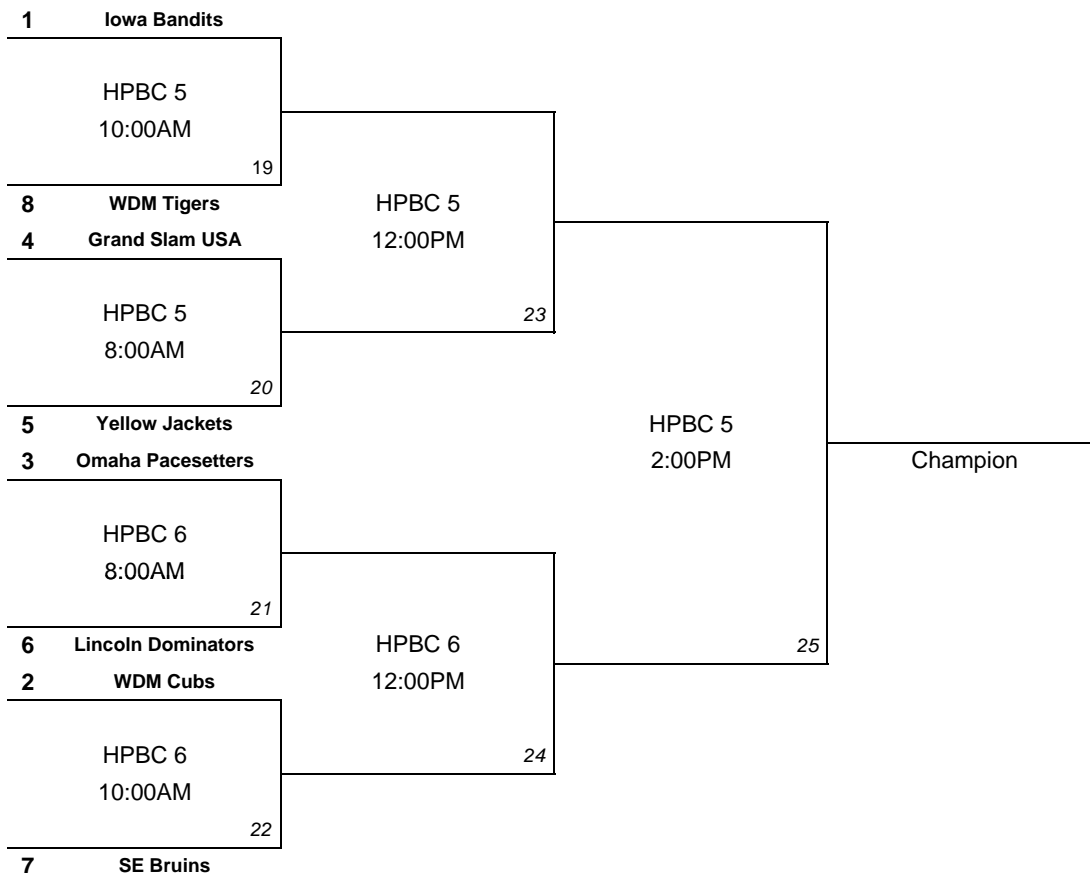 1 Iowa Bandits
HPBC 5
10:00AM
19
8 WDM Tigers
HPBC 5
4 Grand Slam USA
12:00PM
HPBC 5
23
8:00AM
20
5 Yellow Jackets
HPBC 5
3 Omaha Pacesetters
2:00PM
Champion
HPBC 6
8:00AM
21
6 Lincoln Dominators
HPBC 6
25
2 WDM Cubs
12:00PM
HPBC 6
24
10:00AM
22
7 SE Bruins